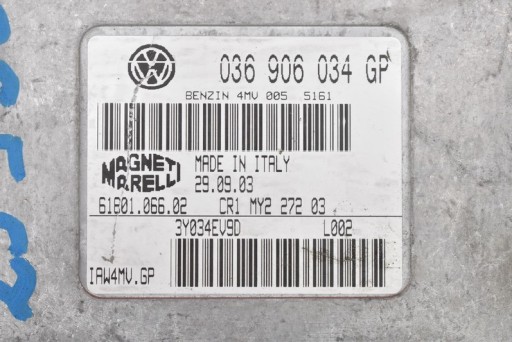 036 906 034 GP
BENZIN 4MV 005 5161
MAGNETI
MARELLI
MADE IN ITALY
29.09.03
61601.066.02 CR1 MY2 272 03
3Y034EV9D L002
IAW4MV.GP